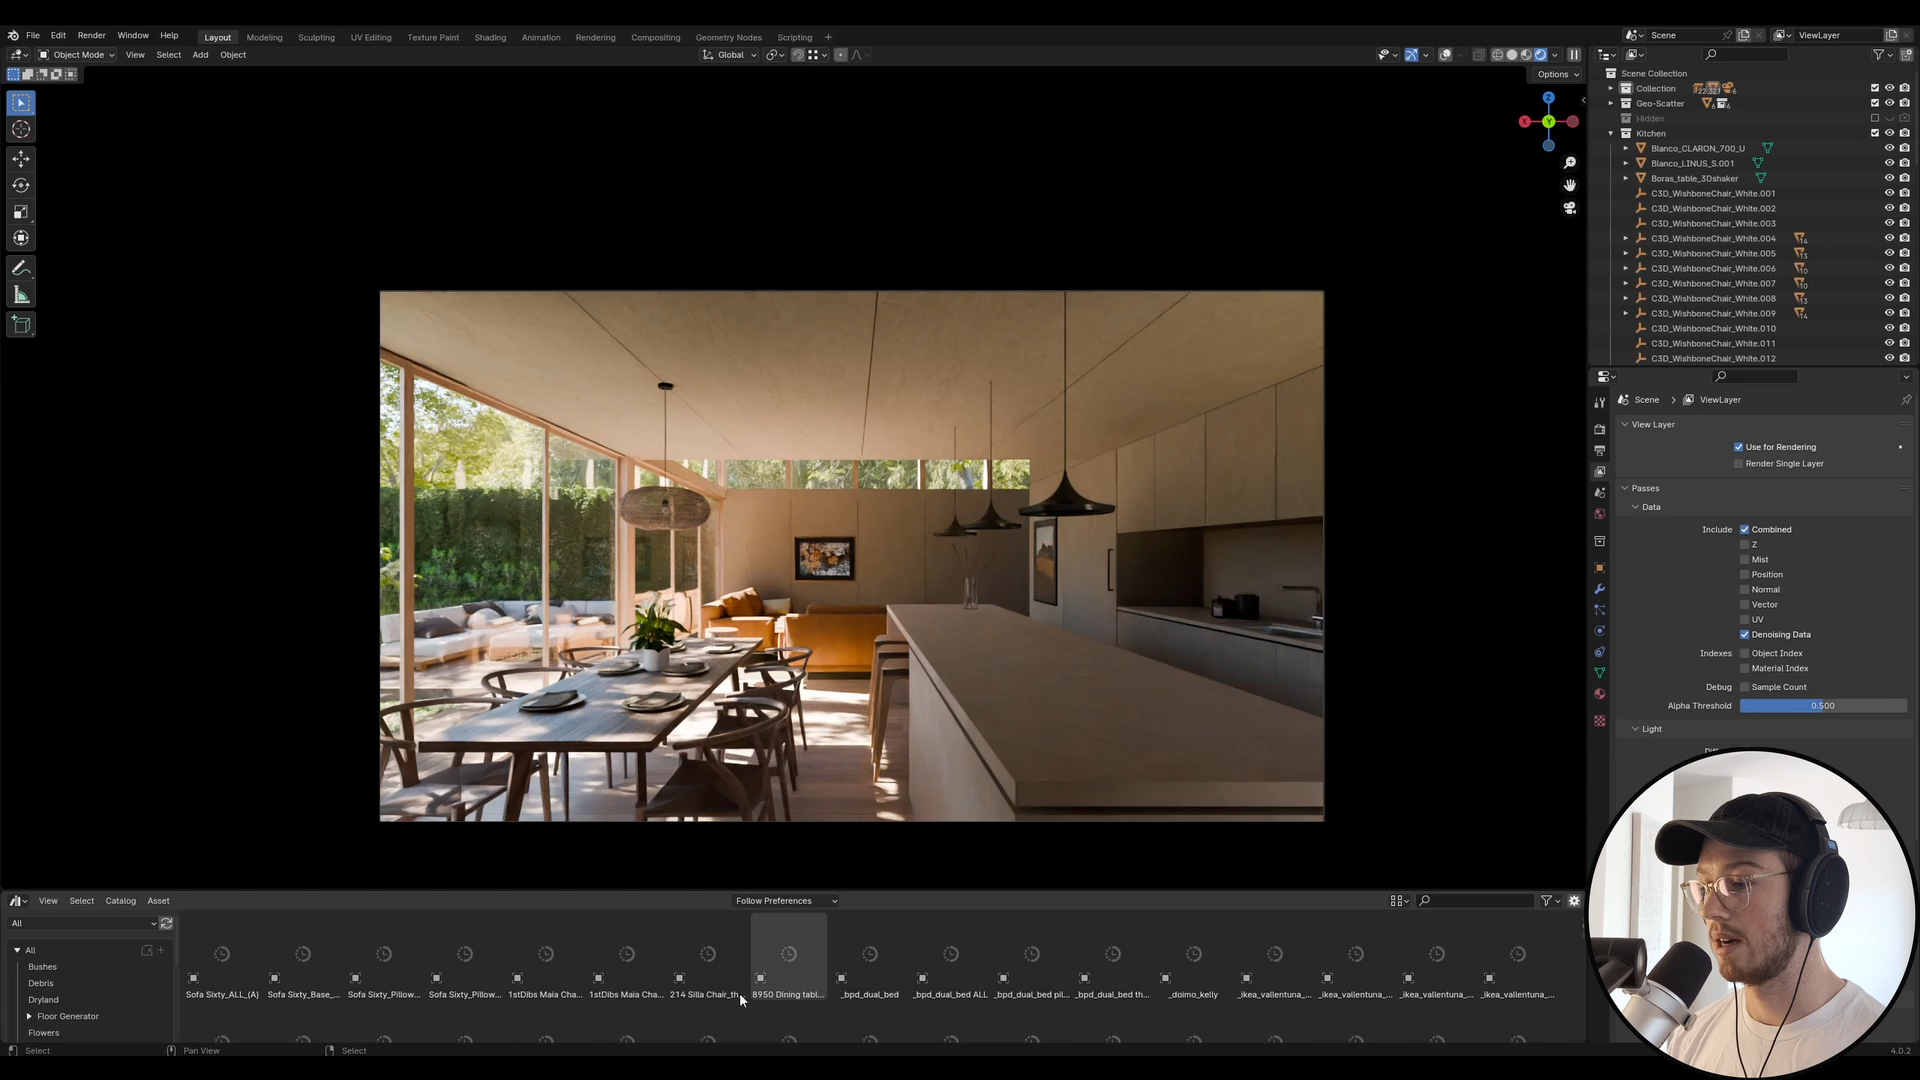 File Edit Render Window Help Layout Modeling Sculpting UV Editing Texture Paint Shading Animation Rendering Compositing Geometry Nodes Scripting + Scene ViewLayer
Object Mode View Select Add Object Global
Options
Scene Collection
Collection
Geo-Scatter
Hidden
Kitchen
Blanco_CLARON_700_U
Blanco_LINUS_S.001
Boras_table_3Dshaker
C3D_WishboneChair_White.001
C3D_WishboneChair_White.002
C3D_WishboneChair_White.003
C3D_WishboneChair_White.004
C3D_WishboneChair_White.005
C3D_WishboneChair_White.006
C3D_WishboneChair_White.007
C3D_WishboneChair_White.008
C3D_WishboneChair_White.009
C3D_WishboneChair_White.010
C3D_WishboneChair_White.011
C3D_WishboneChair_White.012
Z
X
Y
Scene > ViewLayer
View Layer
Use for Rendering
Render Single Layer
Passes
Data
Include Combined
Z
Mist
Position
Normal
Vector
UV
Denoising Data
Indexes Object Index
Material Index
Debug Sample Count
Alpha Threshold 0.500
Light
View Select Catalog Asset Follow Preferences
All
All
Bushes
Debris
Dryland
Floor Generator
Flowers
Sofa Sixty_ALL_(A) Sofa Sixty_Base_... Sofa Sixty_Pillow... Sofa Sixty_Pillow... 1stDibs Maia Cha... 1stDibs Maia Cha... 214 Silla Chair_th... 8950 Dining tabl... _bpd_dual_bed _bpd_dual_bed ALL _bpd_dual_bed pil... _bpd_dual_bed th... _doimo_kelly _ikea_vallentuna_... _ikea_vallentuna_... _ikea_vallentuna_... _ikea_vallentuna_...
Select Pan View Select 4.0.2